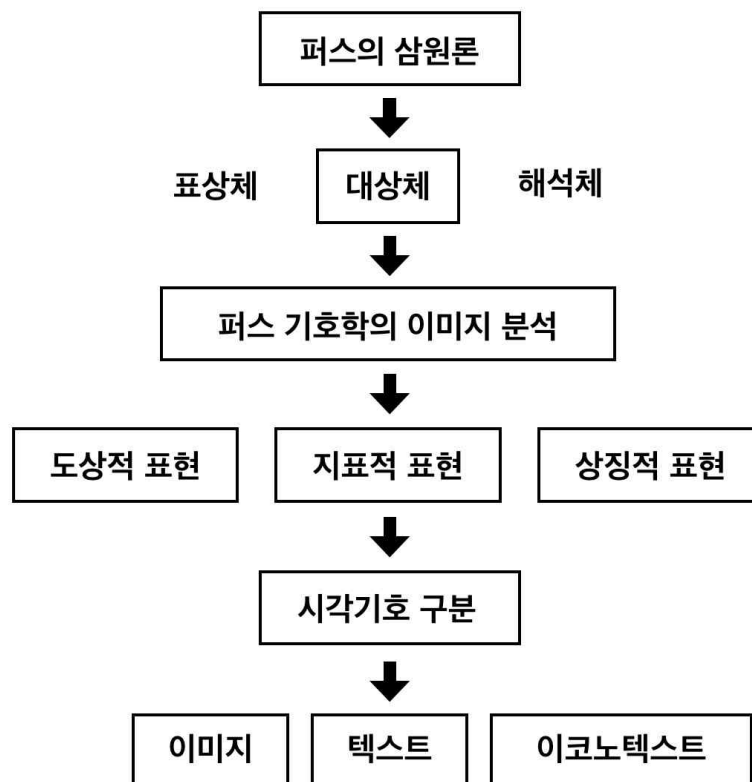 퍼스의 삼원론
표상체 대상체 해석체
퍼스 기호학의 이미지 분석
도상적 표현 지표적 표현 상징적 표현
시각기호 구분
이미지 텍스트 이코노텍스트